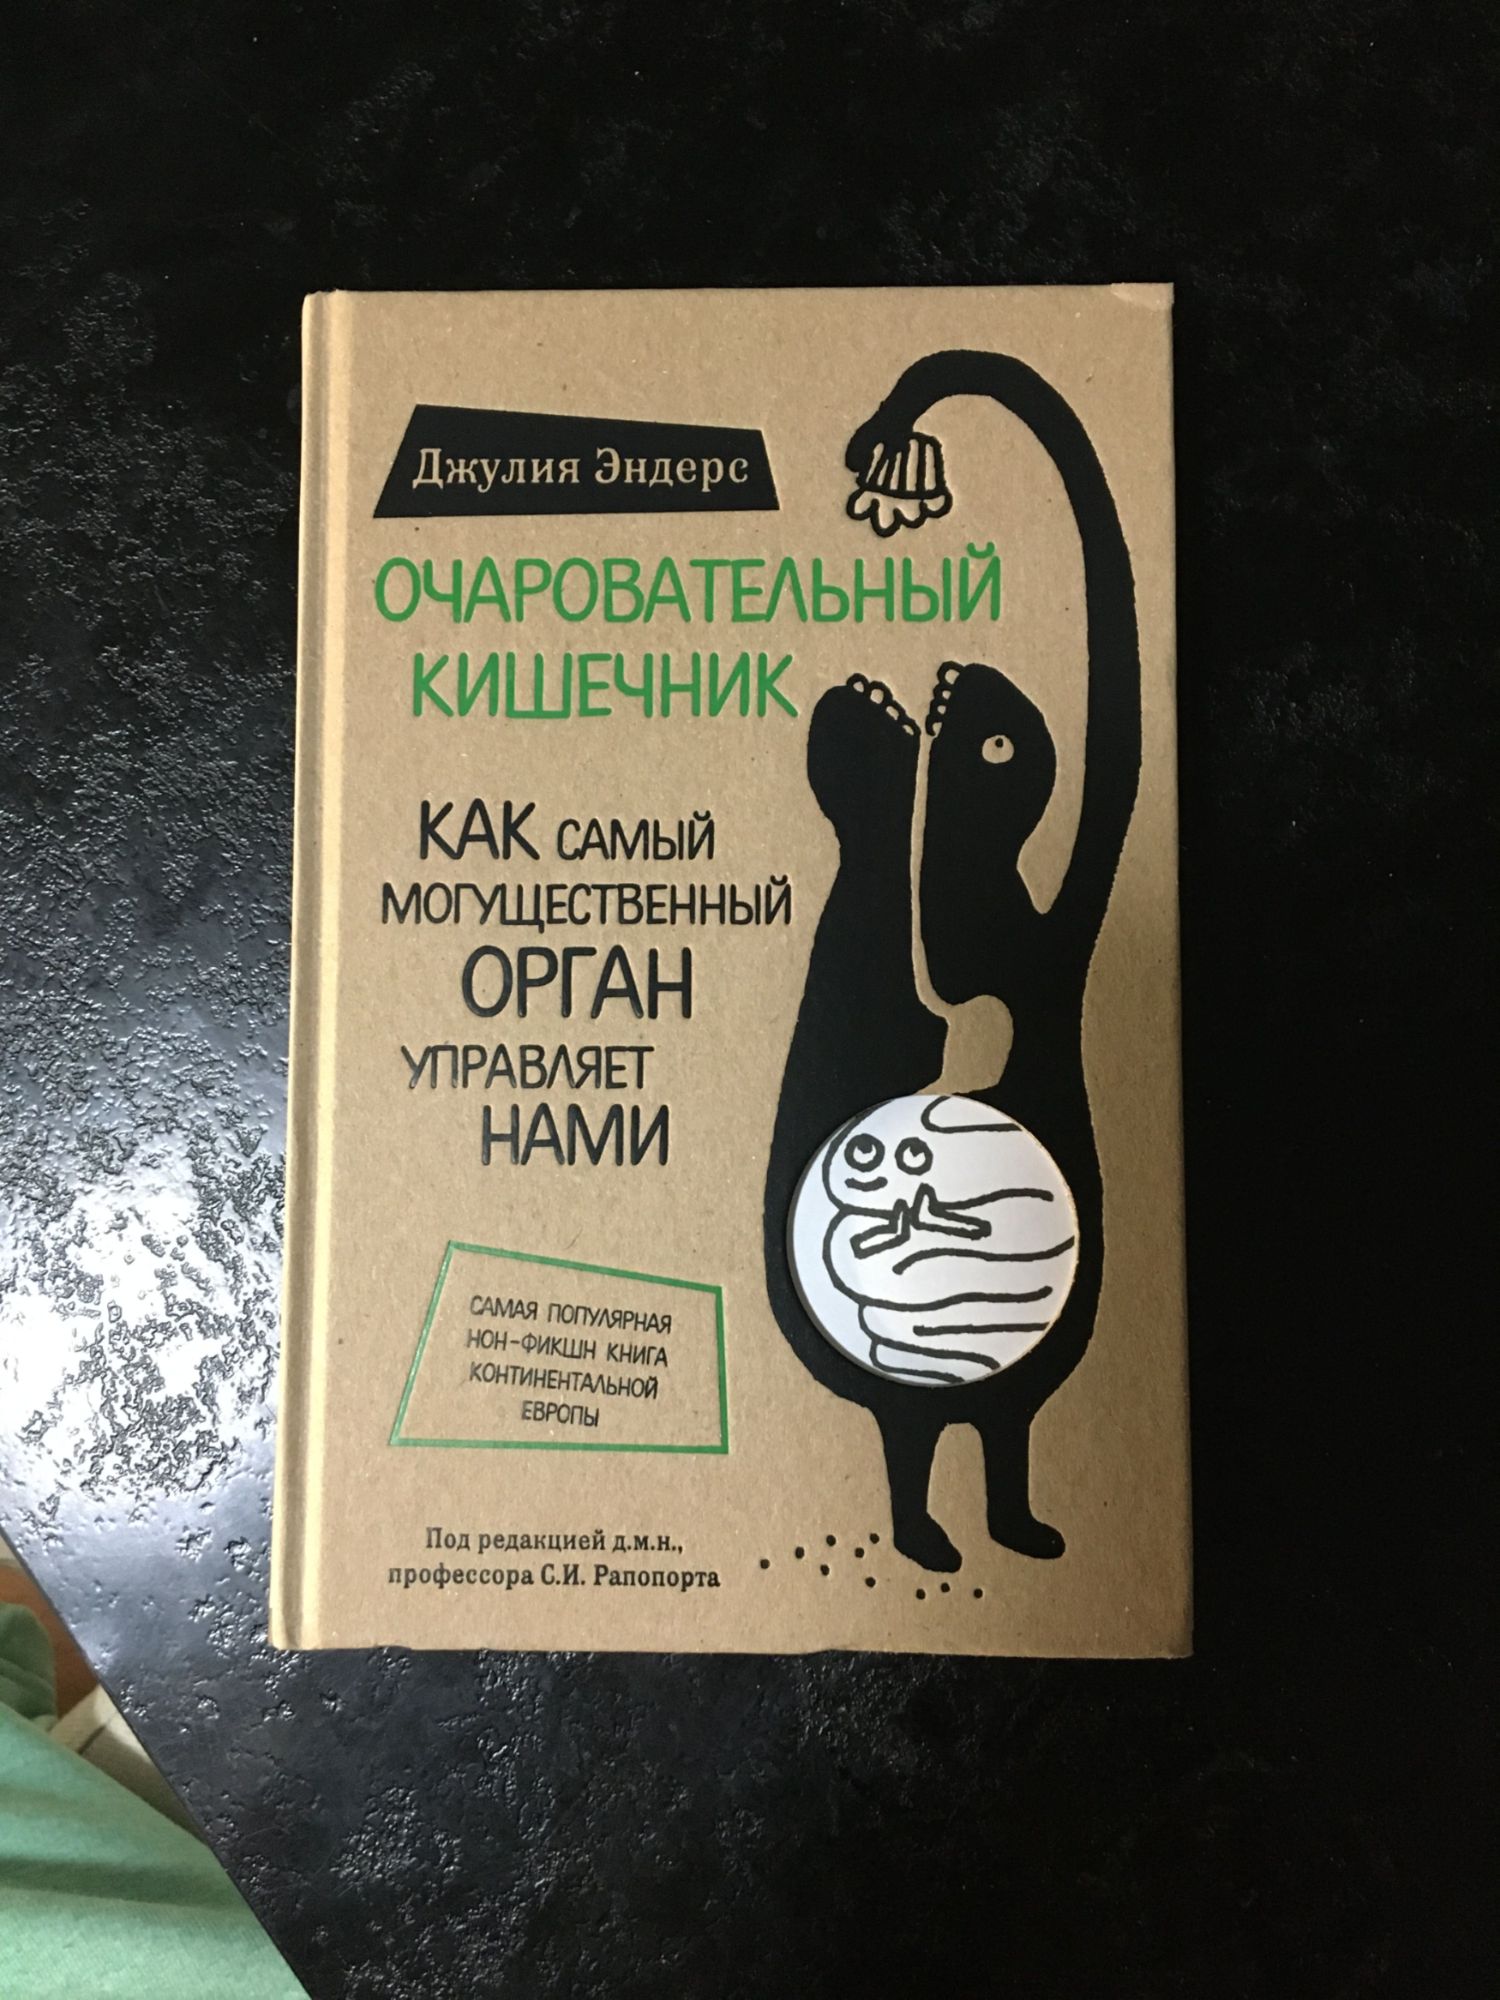 Джулия Эндерс
ОЧАРОВАТЕЛЬНЫЙ
КИШЕЧНИК
КАК САМЫЙ
МОГУЩЕСТВЕННЫЙ
ОРГАН
УПРАВЛЯЕТ
НАМИ
САМАЯ ПОПУЛЯРНАЯ
НОН-ФИКШН КНИГА
КОНТИНЕНТАЛЬНОЙ
ЕВРОПЫ
Под редакцией д.м.н.,
профессора С.И. Рапопорта